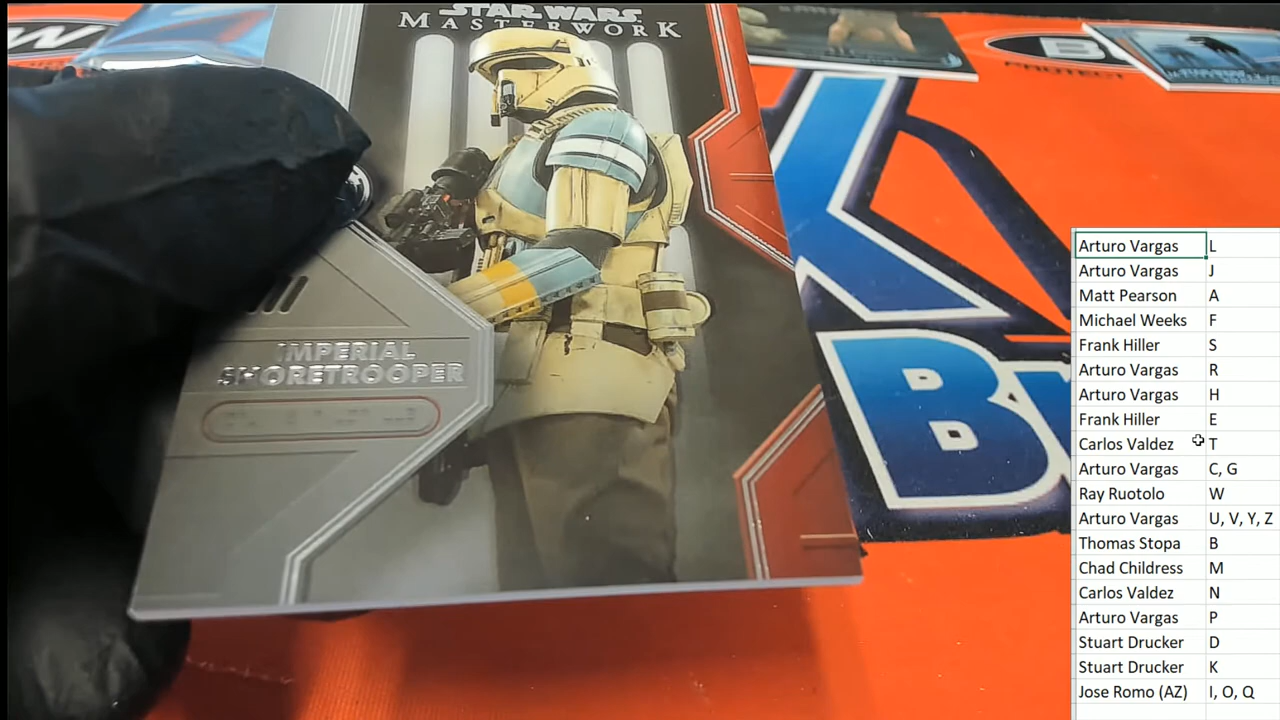 STAR WARS
MASTERWORK
IMPERIAL
SHORETROOPER
B
PROTECT
B
Arturo Vargas L
Arturo Vargas J
Matt Pearson A
Michael Weeks F
Frank Hiller S
Arturo Vargas R
Arturo Vargas H
Frank Hiller E
Carlos Valdez T
Arturo Vargas C, G
Ray Ruotolo W
Arturo Vargas U, V, Y, Z
Thomas Stopa B
Chad Childress M
Carlos Valdez N
Arturo Vargas P
Stuart Drucker D
Stuart Drucker K
Jose Romo (AZ) I, O, Q